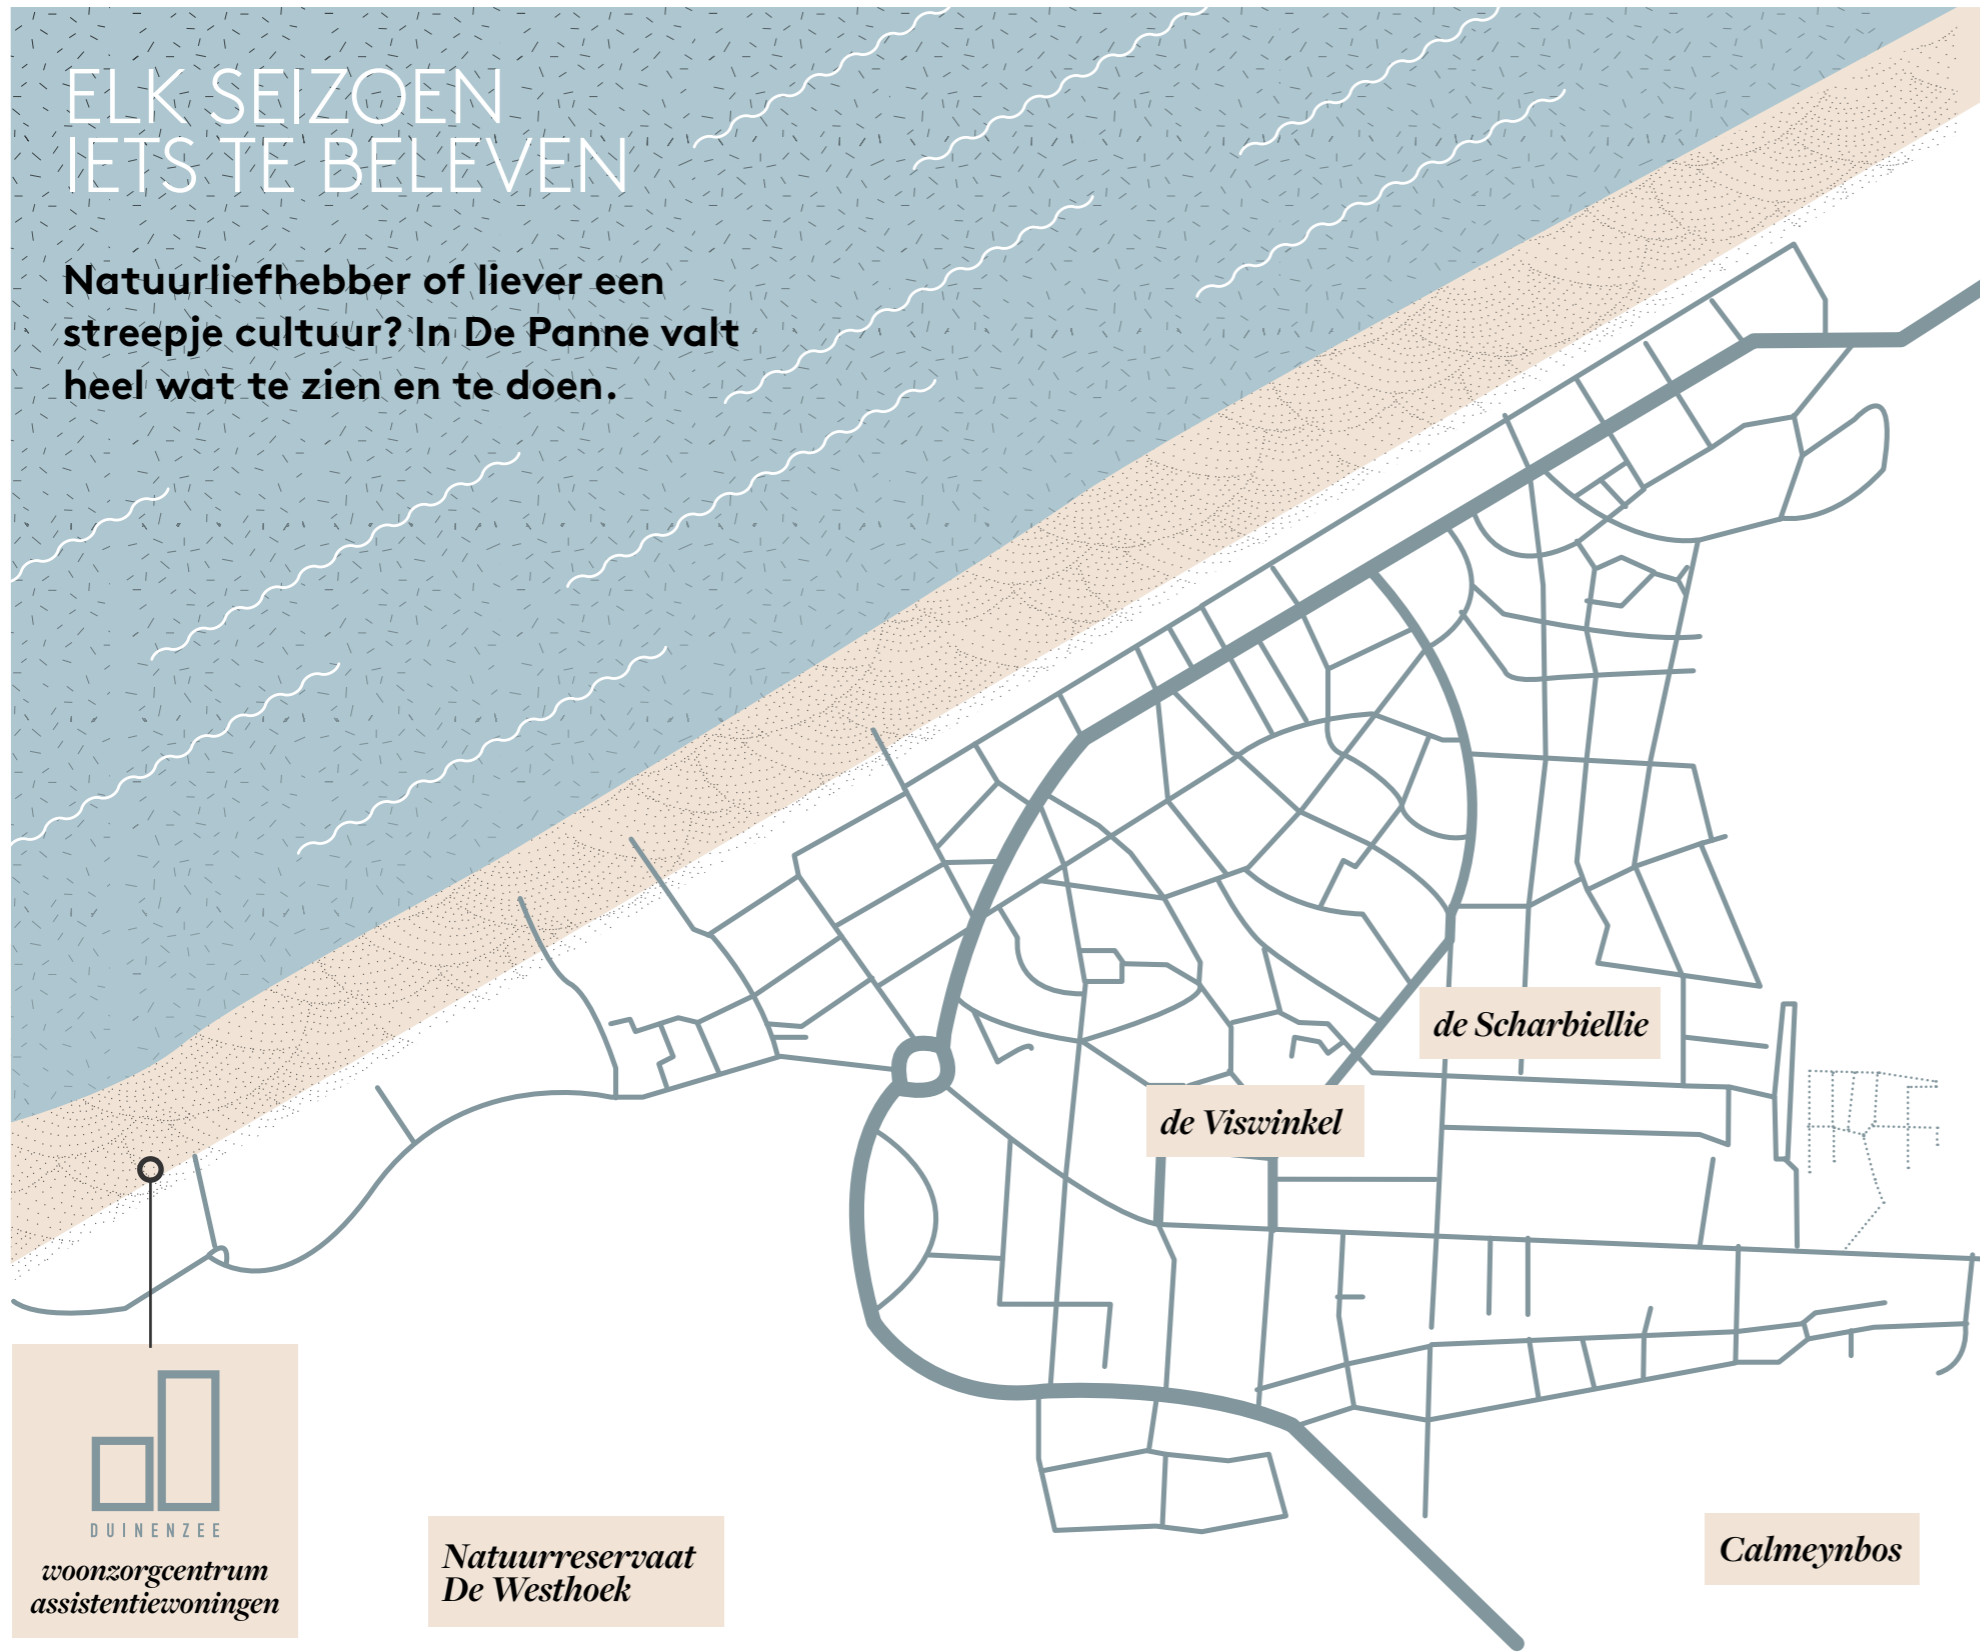 ELK SEIZOEN
IETS TE BELEVEN
Natuurliefhebber of liever een
streepje cultuur? In De Panne valt
heel wat te zien en te doen.
de Scharbiellie
de Viswinkel
DUINENZEE
woonzorgcentrum
assistentiewoningen
Natuurreservaat
De Westhoek
Calmeynbos